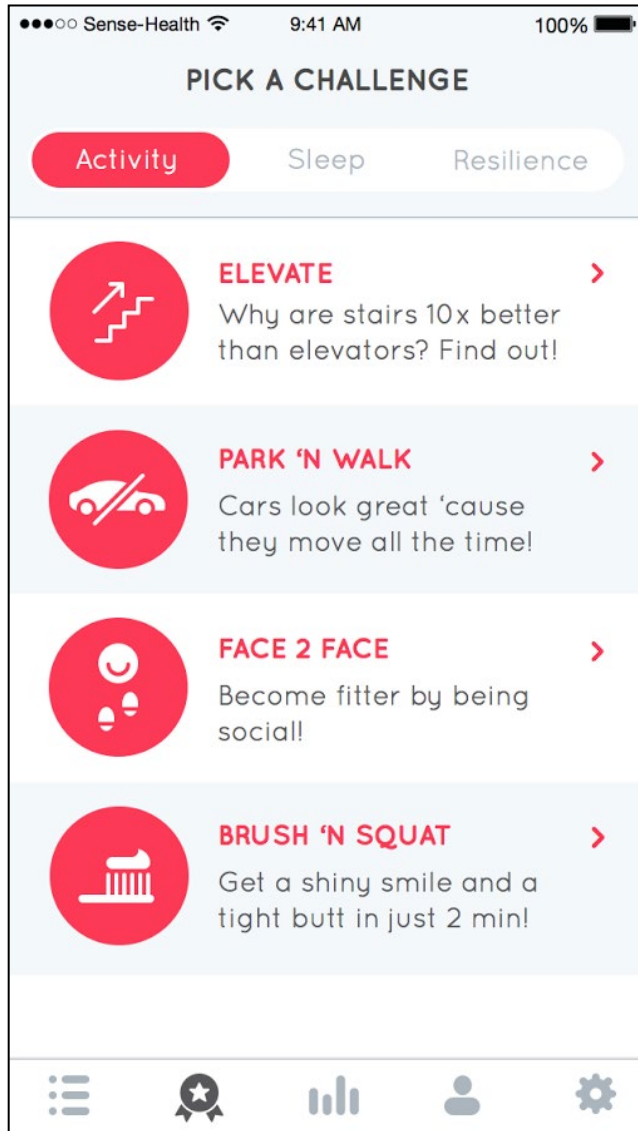 Sense-Health 9:41 AM 100%
PICK A CHALLENGE
Activity Sleep Resilience
ELEVATE
Why are stairs 10x better
than elevators? Find out!
PARK ‘N WALK
Cars look great ‘cause
they move all the time!
FACE 2 FACE
Become fitter by being
social!
BRUSH ‘N SQUAT
Get a shiny smile and a
tight butt in just 2 min!